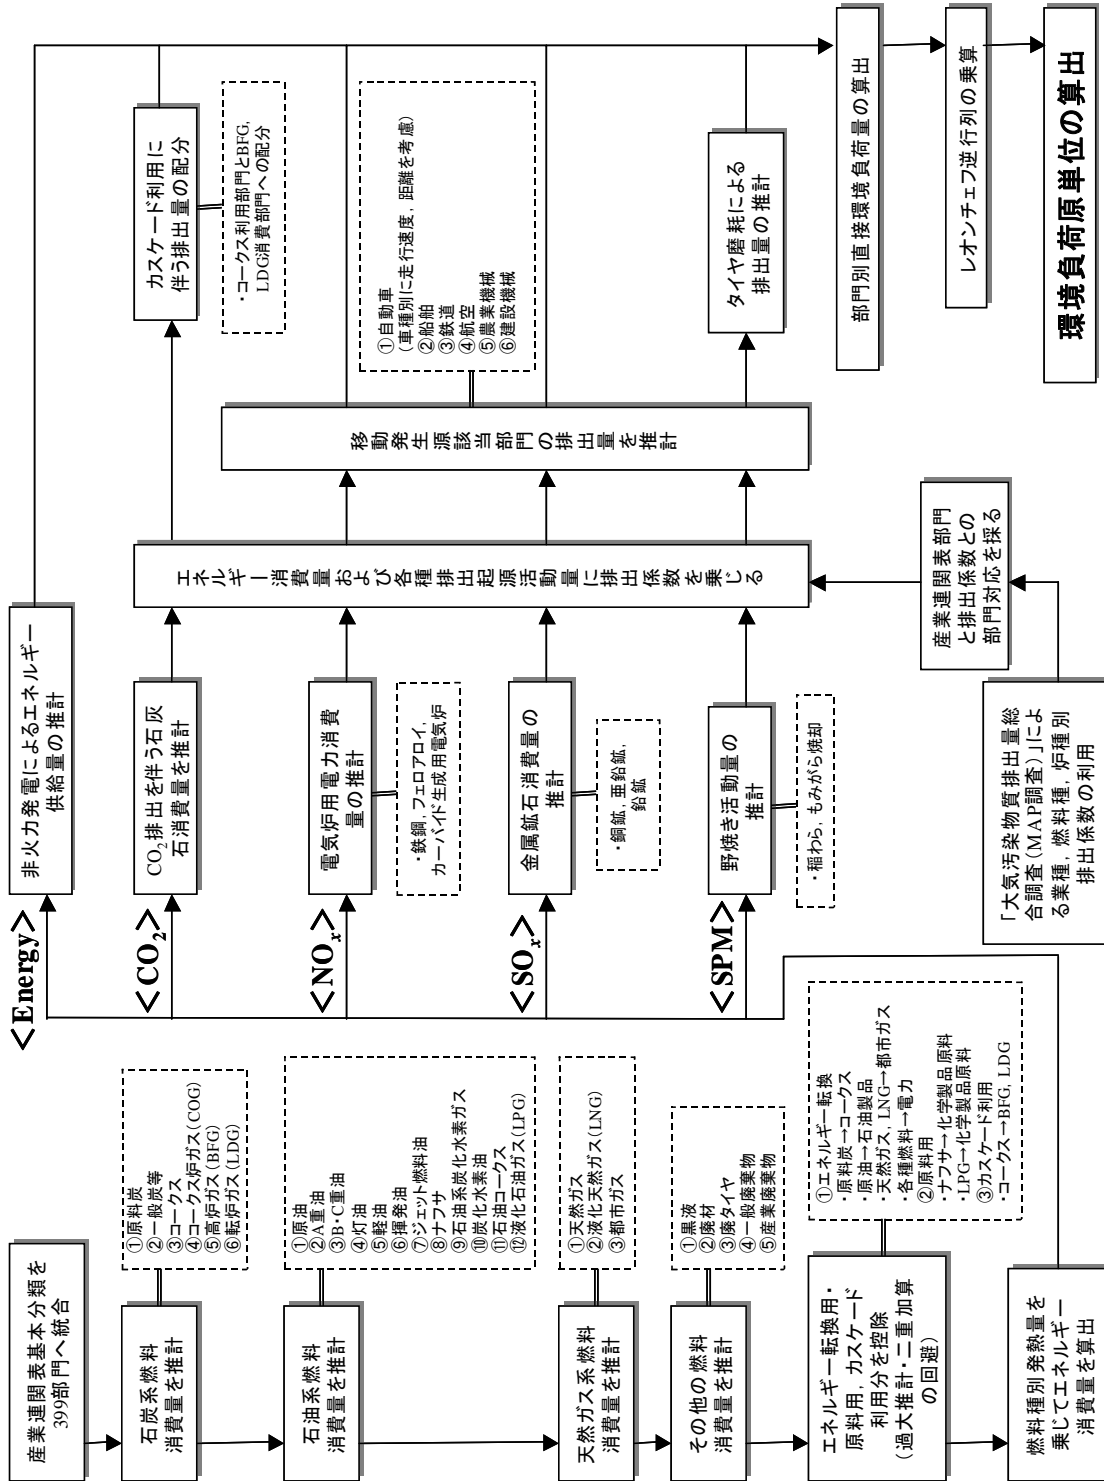 産業連関表基本分類を
399部門へ統合
石炭系燃料
消費量を推計
①原料炭
②一般炭等
③コークス
④コークス炉ガス(COG)
⑤高炉ガス(BFG)
⑥転炉ガス(LDG)
石油系燃料
消費量を推計
①原油
②A重油
③B・C重油
④灯油
⑤軽油
⑥揮発油
⑦ジェット燃料油
⑧ナフサ
⑨石油系炭化水素ガス
⑩炭化水素油
⑪石油コークス
⑫液化石油ガス(LPG)
天然ガス系燃料
消費量を推計
①天然ガス
②液化天然ガス(LNG)
③都市ガス
その他の燃料
消費量を推計
①黒液
②廃材
③廃タイヤ
④一般廃棄物
⑤産業廃棄物
エネルギー転換用・
原料用，カスケード
利用分を控除
(過大推計・二重加算
の回避)
①エネルギー転換
・原料炭→コークス
・原油→石油製品
・天然ガス，LNG→都市ガス
・各種燃料→電力
②原料用
・ナフサ→化学製品原料
・LPG→化学製品原料
③カスケード利用
・コークス→BFG, LDG
燃料種別発熱量を
乗じてエネルギー
消費量を算出
＜Energy＞
非火力発電によるエネルギー
供給量の推計
＜CO₂＞
CO₂排出を伴う石灰
石消費量を推計
＜NOₓ＞
電気炉用電力消費
量の推計
・鉄鋼，フェロアロイ，
カーバイド生成用電気炉
＜SOₓ＞
金属鉱石消費量の
推計
・銅鉱，亜鉛鉱，
鉛鉱
＜SPM＞
野焼き活動量の
推計
・稲わら，もみがら焼却
「大気汚染物質排出量総
合調査(MAP調査)」によ
る業種，燃料種，炉種別
排出係数の利用
産業連関表部門
と排出係数との
部門対応を採る
エネルギー消費量および各種排出起源活動量に排出係数を乗じる
移動発生源該当部門の排出量を推計
①自動車
(車種別に走行速度，距離を考慮)
②船舶
③鉄道
④航空
⑤農業機械
⑥建設機械
カスケード利用に
伴う排出量の配分
・コークス利用部門とBFG,
LDG消費部門への配分
タイヤ磨耗による
排出量の推計
部門別直接環境負荷量の算出
レオンチェフ逆行列の乗算
環境負荷原単位の算出